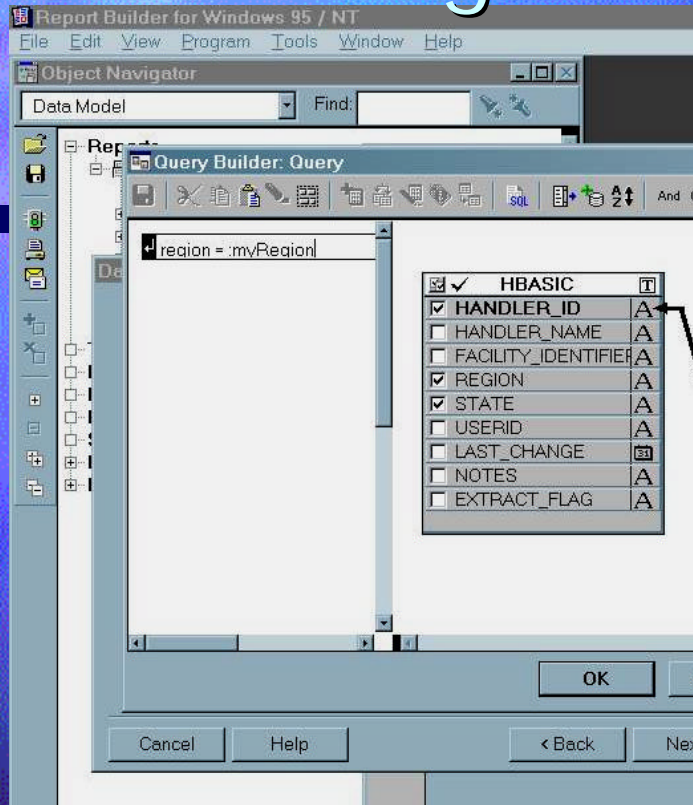 Report Builder for Windows 95 / NT
File Edit View Program Tools Window Help
Object Navigator
Data Model Find:
Query Builder: Query
SQL And
region = :myRegion
HBASIC T
HANDLER_ID A
HANDLER_NAME A
FACILITY_IDENTIFIER A
REGION A
STATE A
USERID A
LAST_CHANGE 31
NOTES A
EXTRACT_FLAG A
OK
Cancel Help < Back